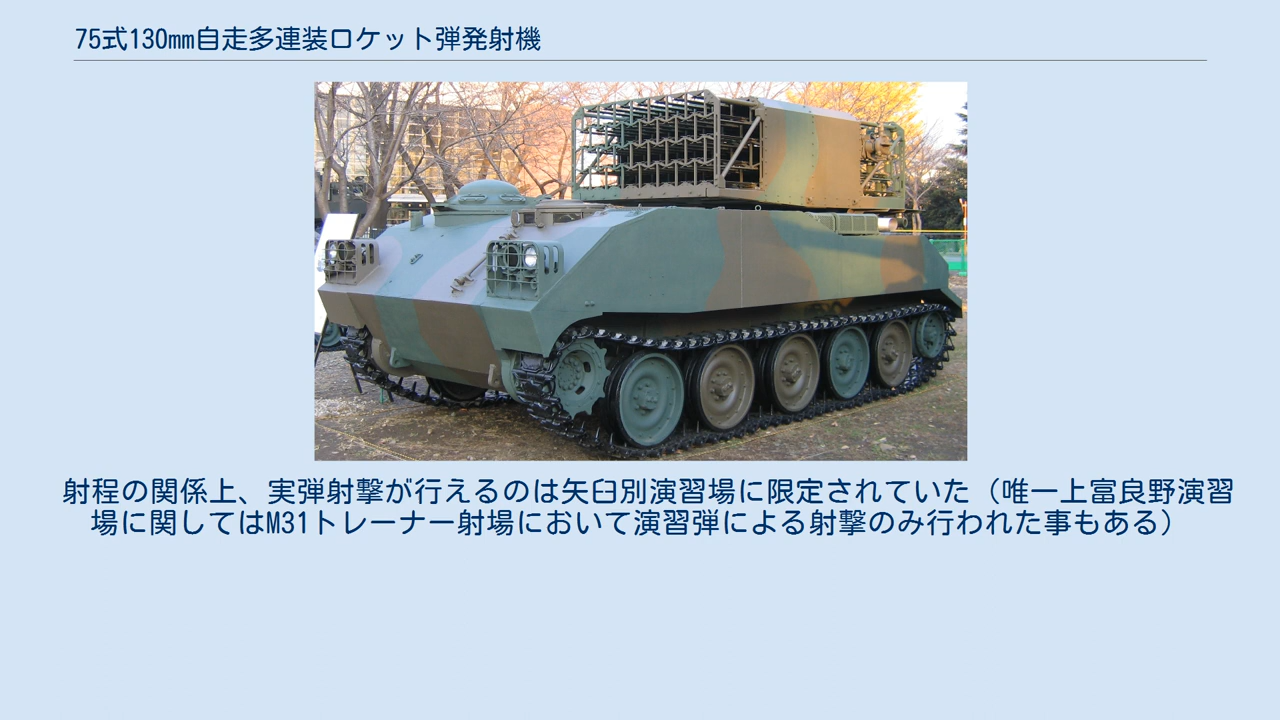 75式130mm自走多連装ロケット弾発射機
射程の関係上、実弾射撃が行えるのは矢臼別演習場に限定されていた（唯一上富良野演習
場に関してはM31トレーナー射場において演習弾による射撃のみ行われた事もある）